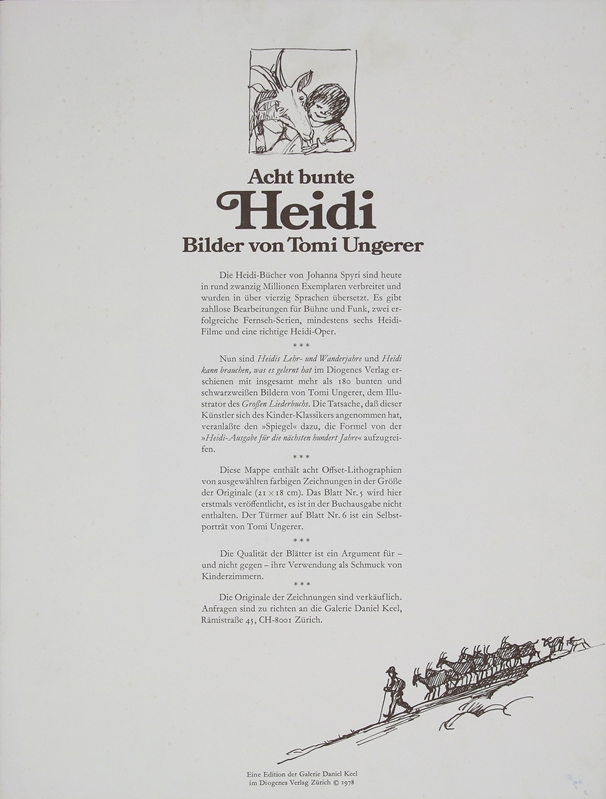 Acht bunte
Heidi
Bilder von Tomi Ungerer
Die Heidi-Bücher von Johanna Spyri sind heute
in rund zwanzig Millionen Exemplaren verbreitet und
wurden in über vierzig Sprachen übersetzt. Es gibt
zahllose Bearbeitungen für Bühne und Funk, zwei er-
folgreiche Fernseh-Serien, mindestens sechs Heidi-
Filme und eine richtige Heidi-Oper.
***
Nun sind Heidis Lehr- und Wanderjahre und Heidi
kann brauchen, was es gelernt hat im Diogenes Verlag er-
schienen mit insgesamt mehr als 180 bunten und
schwarzweißen Bildern von Tomi Ungerer, dem Illu-
strator des Großen Liederbuchs. Die Tatsache, daß dieser
Künstler sich des Kinder-Klassikers angenommen hat,
veranlaßte den »Spiegel« dazu, die Formel von der
»Heidi-Ausgabe für die nächsten hundert Jahre« aufzugrei-
fen.
***
Diese Mappe enthält acht Offset-Lithographien
von ausgewählten farbigen Zeichnungen in der Größe
der Originale (21 × 18 cm). Das Blatt Nr. 5 wird hier
erstmals veröffentlicht, es ist in der Buchausgabe nicht
enthalten. Der Türmer auf Blatt Nr. 6 ist ein Selbst-
porträt von Tomi Ungerer.
***
Die Qualität der Blätter ist ein Argument für –
und nicht gegen – ihre Verwendung als Schmuck von
Kinderzimmern.
***
Die Originale der Zeichnungen sind verkäuflich.
Anfragen sind zu richten an die Galerie Daniel Keel,
Rämistraße 45, CH-8001 Zürich.
Eine Edition der Galerie Daniel Keel
im Diogenes Verlag Zürich © 1978